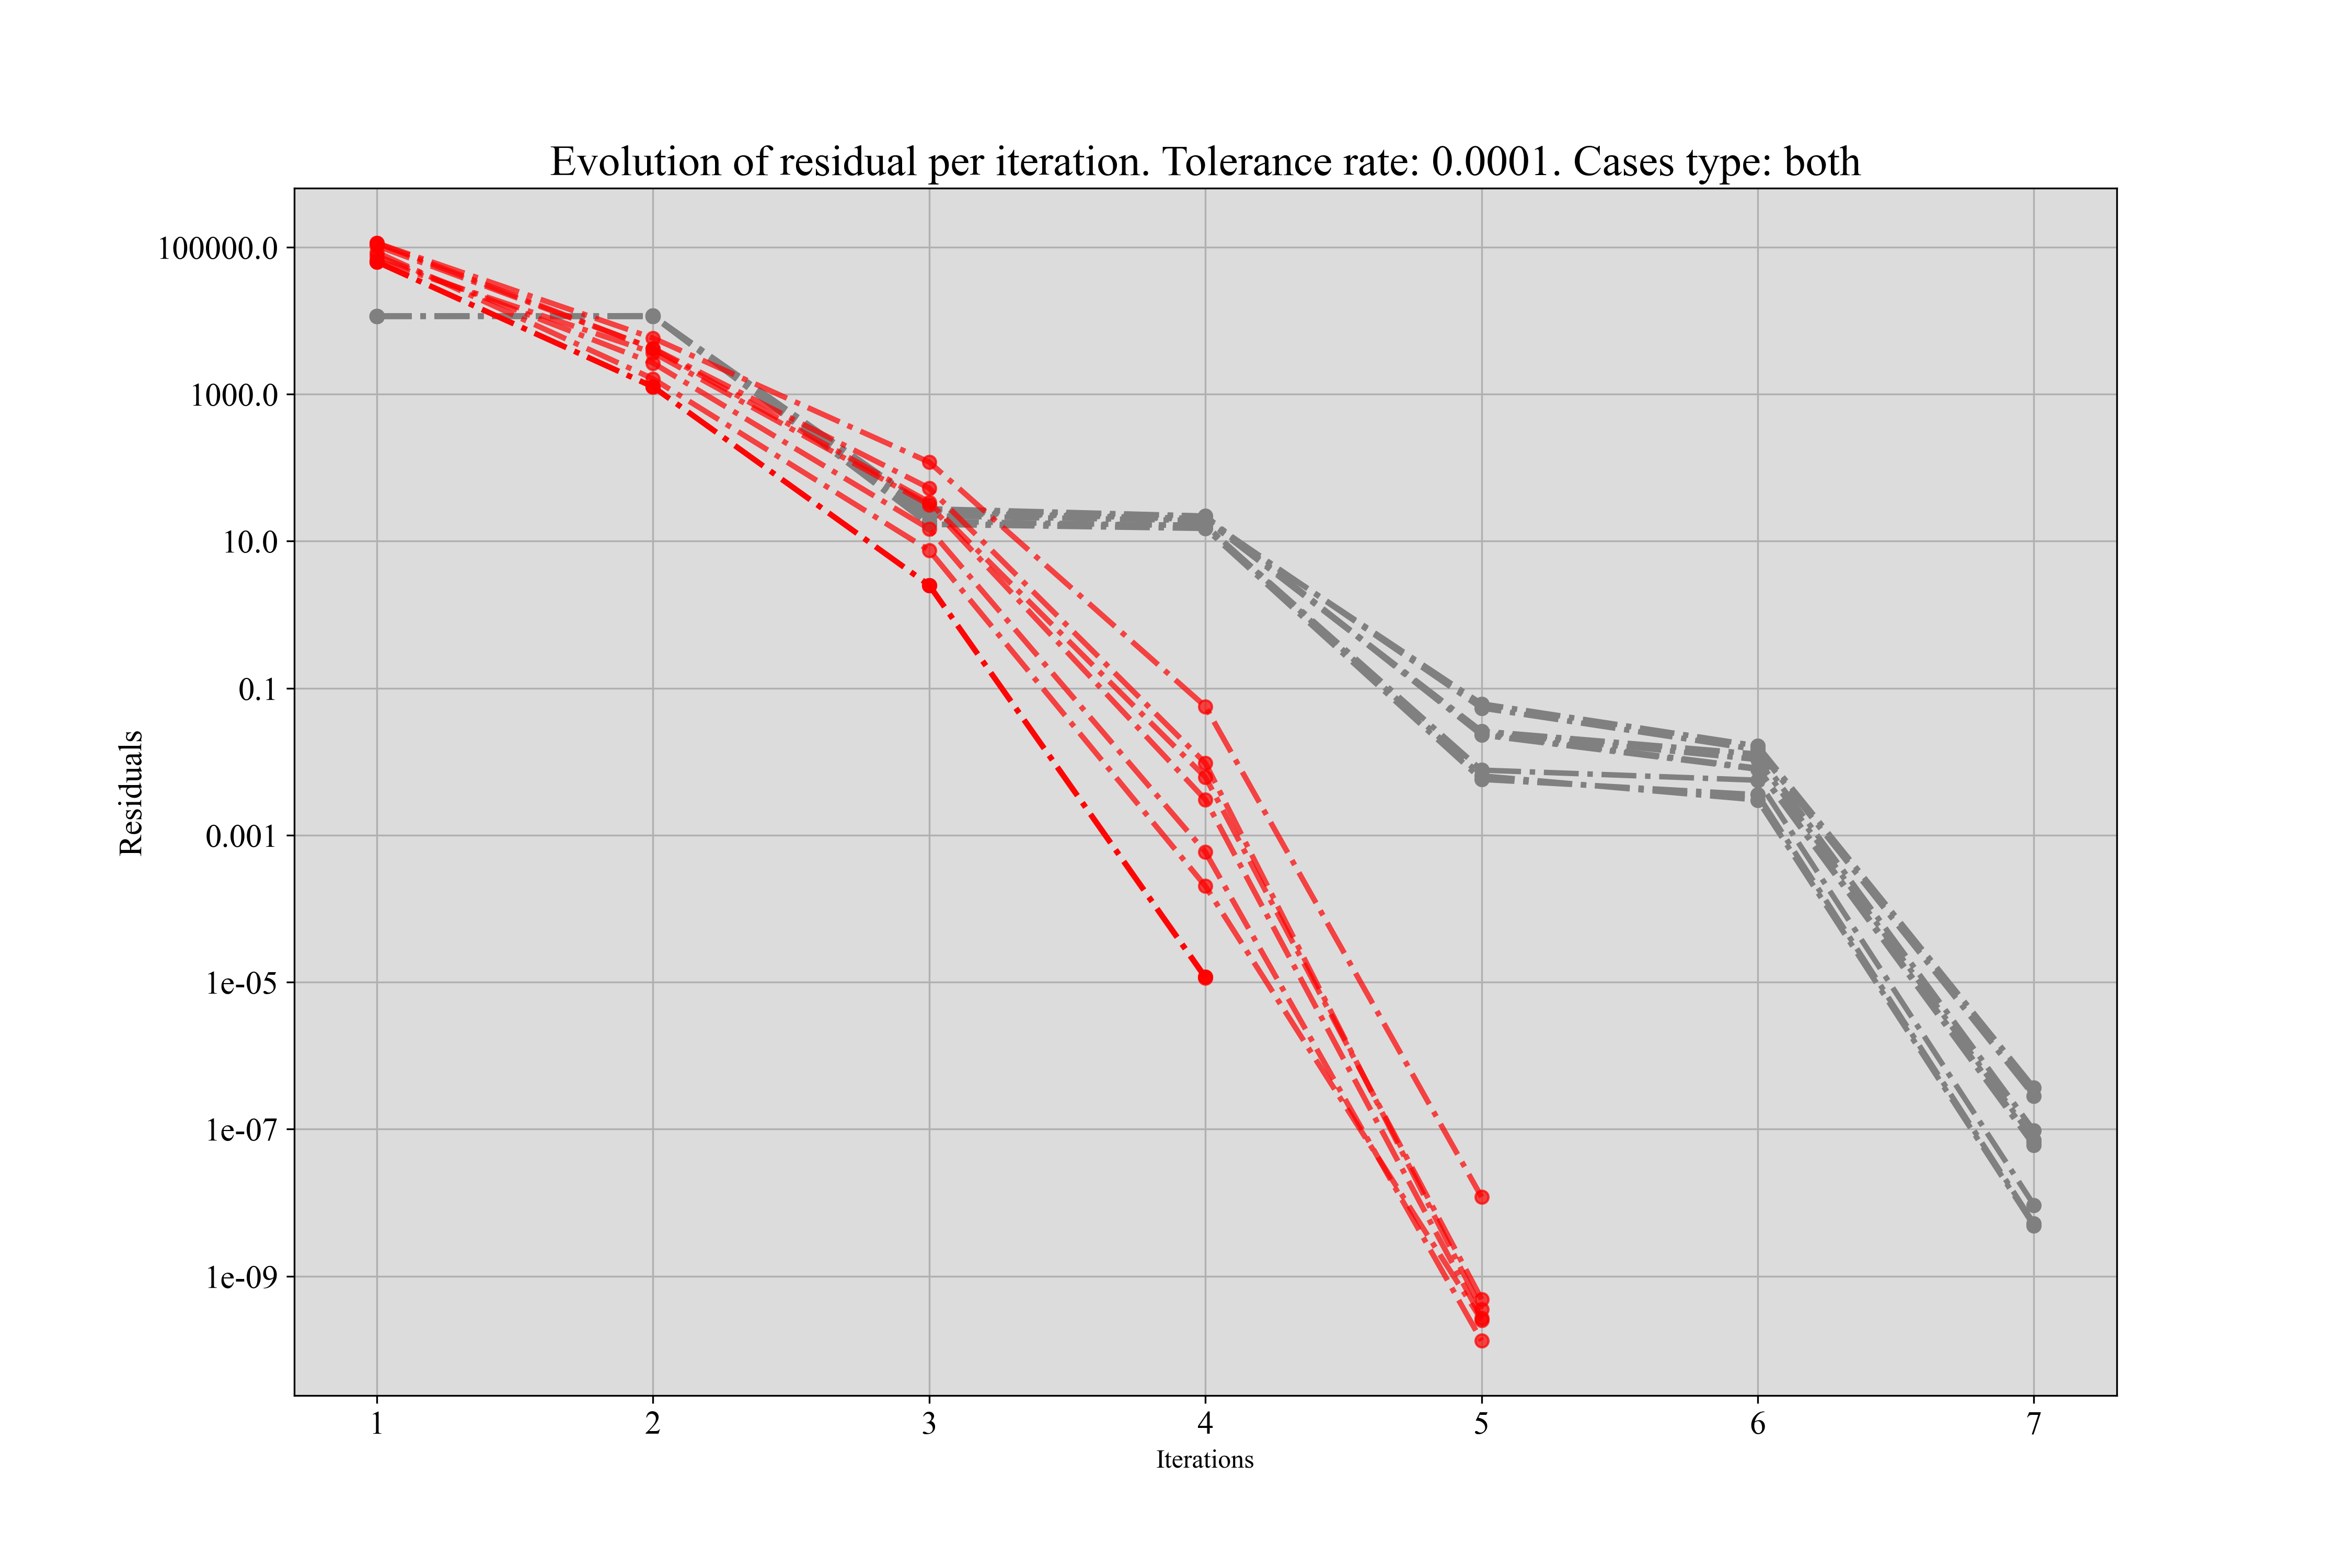 Evolution of residual per iteration. Tolerance rate: 0.0001. Cases type: both
100000.0
1000.0
10.0
0.1
0.001
1e-05
1e-07
1e-09
Residuals
1 2 3 4 5 6 7
Iterations